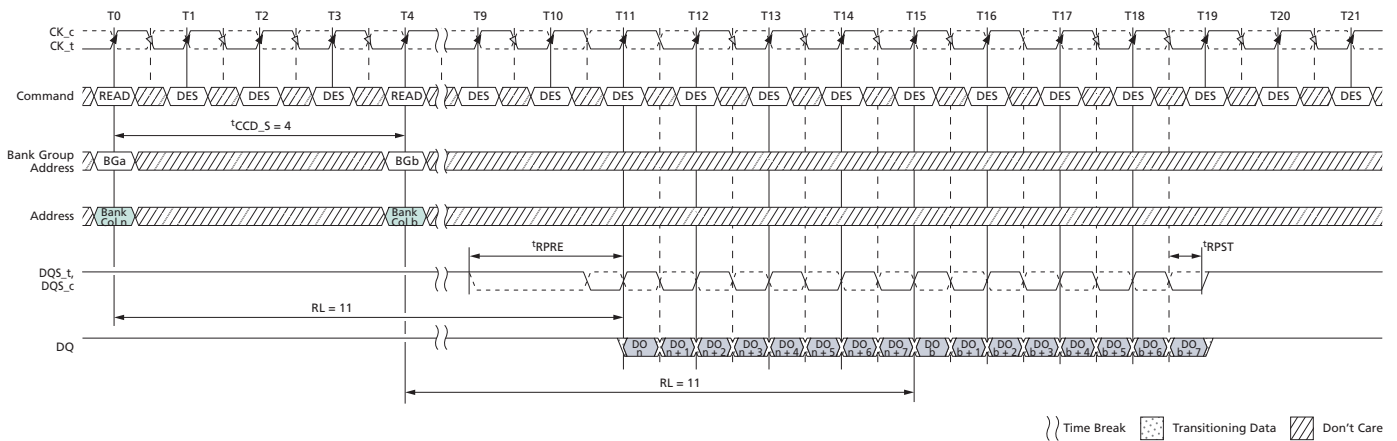 T0 T1 T2 T3 T4 T9 T10 T11 T12 T13 T14 T15 T16 T17 T18 T19 T20 T21
CK_c
CK_t
Command READ DES DES DES READ DES DES DES DES DES DES DES DES DES DES DES DES DES
tCCD_S = 4
Bank Group
Address BGa BGb
Address Bank
Col n Bank
Col b
tRPRE tRPST
DQS_t,
DQS_c
RL = 11
DQ DO
n DO
n + 1 DO
n + 2 DO
n + 3 DO
n + 4 DO
n + 5 DO
n + 6 DO
n + 7 DO
b DO
b + 1 DO
b + 2 DO
b + 3 DO
b + 4 DO
b + 5 DO
b + 6 DO
b + 7
RL = 11
Time Break Transitioning Data Don't Care